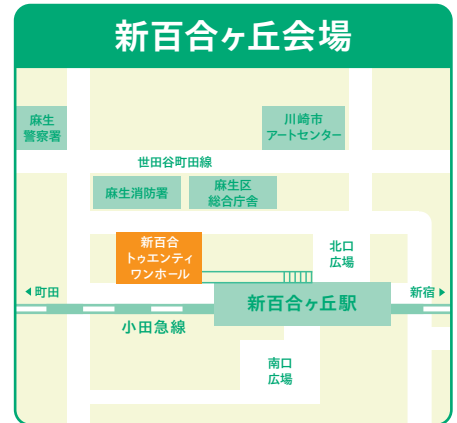 新百合ヶ丘会場
麻生
警察署
川崎市
アートセンター
世田谷町田線
麻生消防署
麻生区
総合庁舎
新百合
トゥエンティ
ワンホール
北口
広場
◀町田
新百合ヶ丘駅
新宿▶
小田急線
南口
広場